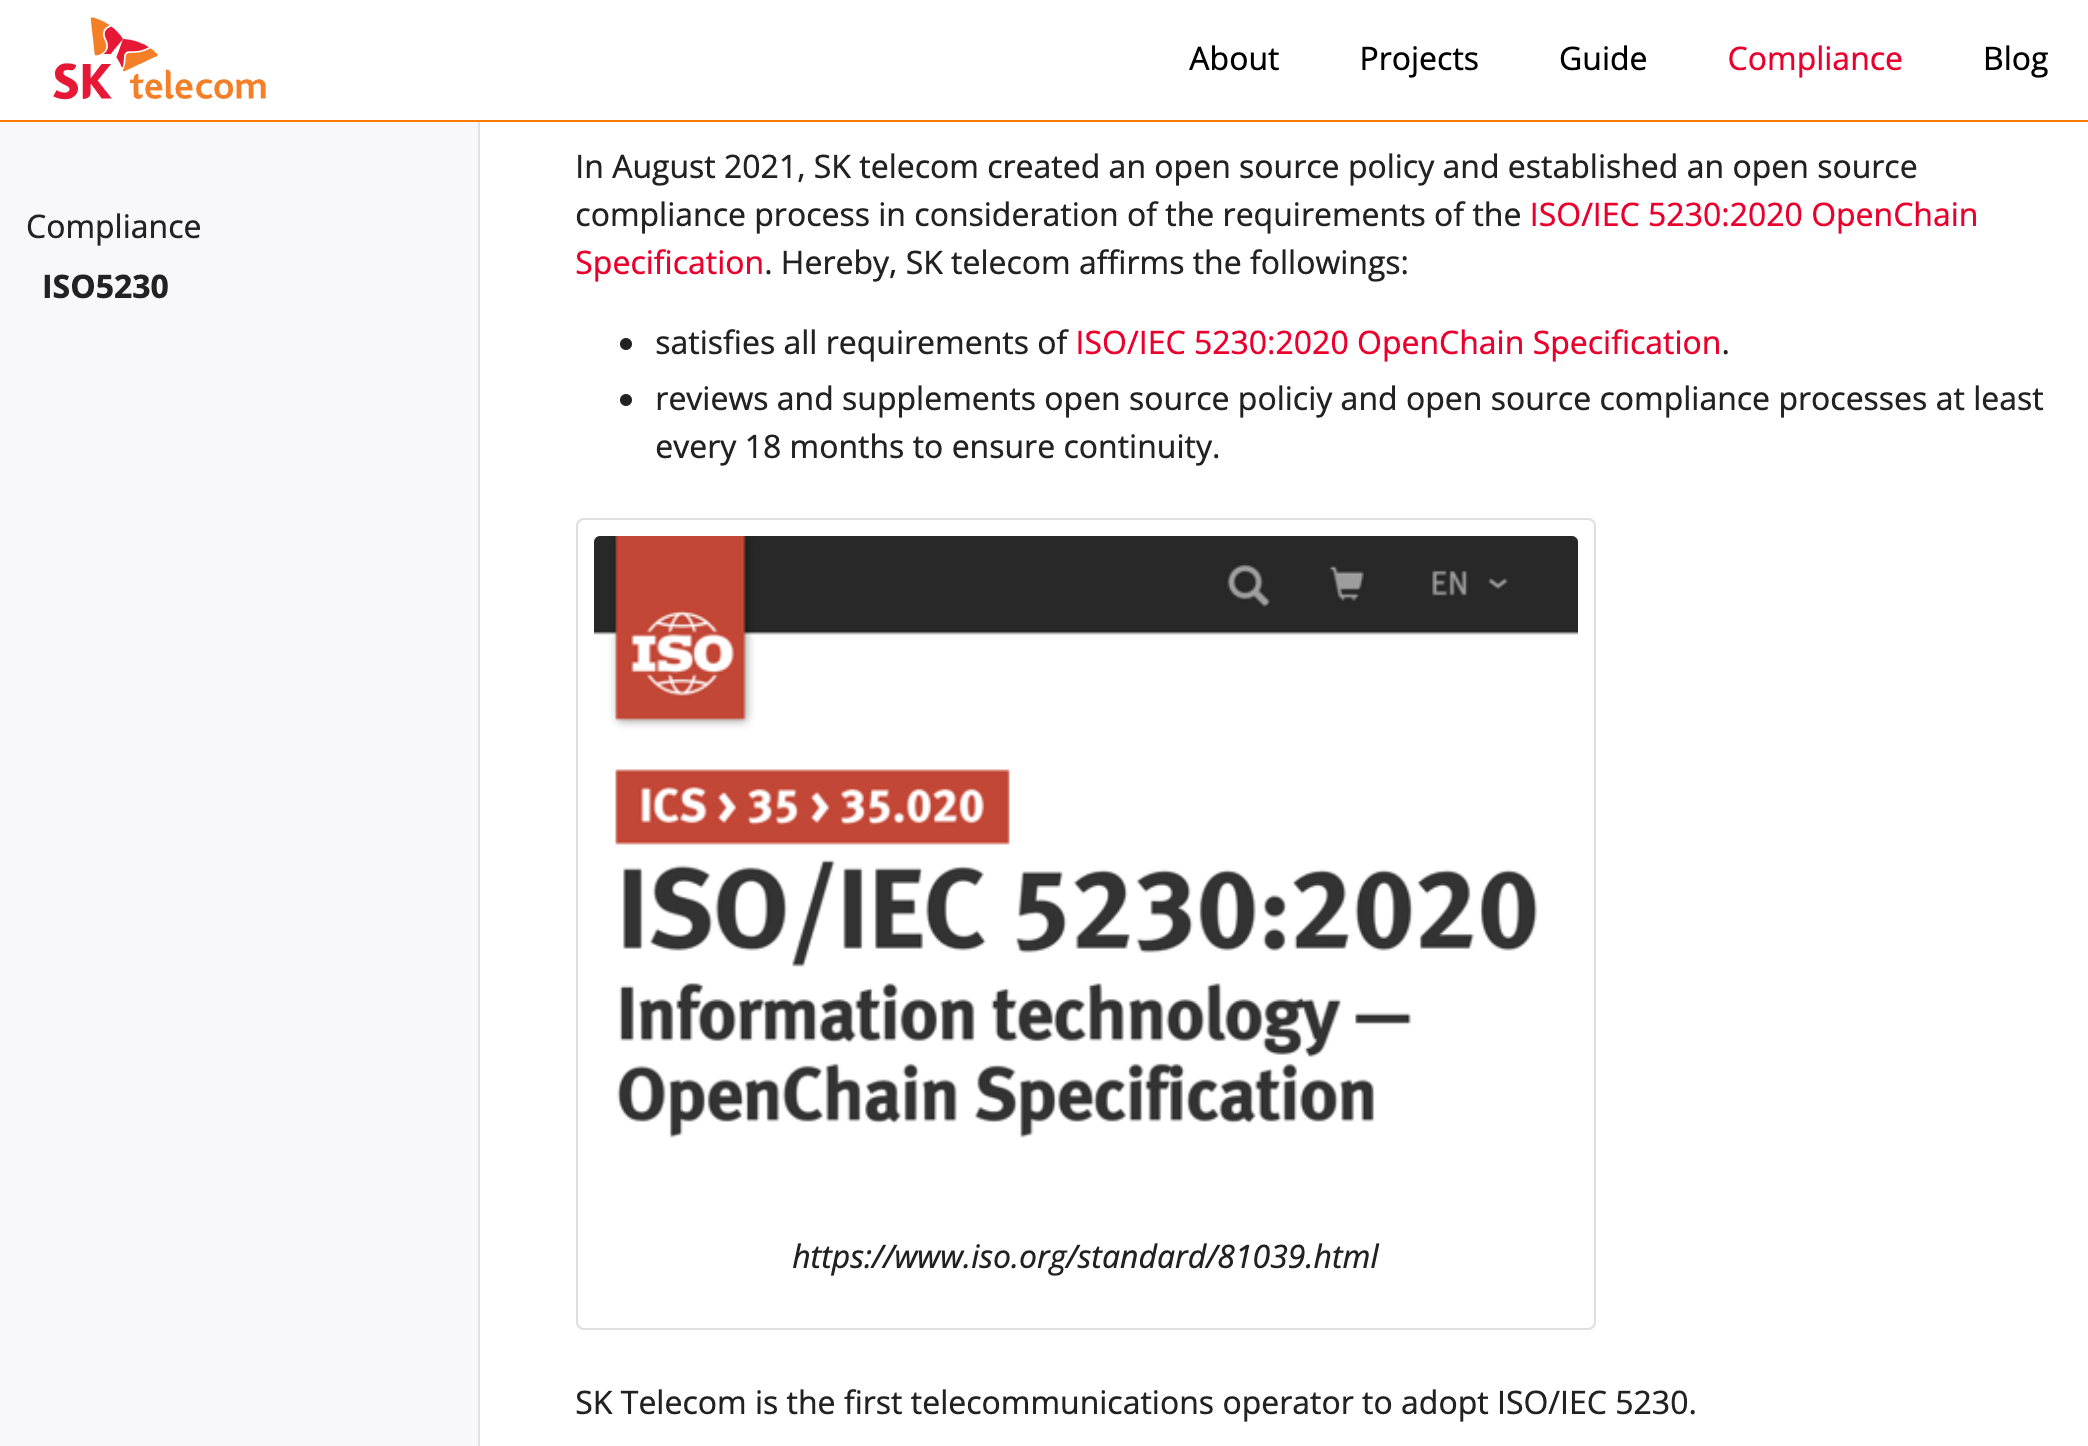 SK telecom
About Projects Guide Compliance Blog
Compliance
ISO5230
In August 2021, SK telecom created an open source policy and established an open source
compliance process in consideration of the requirements of the ISO/IEC 5230:2020 OpenChain
Specification. Hereby, SK telecom affirms the followings:
• satisfies all requirements of ISO/IEC 5230:2020 OpenChain Specification.
• reviews and supplements open source policiy and open source compliance processes at least
every 18 months to ensure continuity.
EN
ISO
ICS › 35 › 35.020
ISO/IEC 5230:2020
Information technology —
OpenChain Specification
https://www.iso.org/standard/81039.html
SK Telecom is the first telecommunications operator to adopt ISO/IEC 5230.